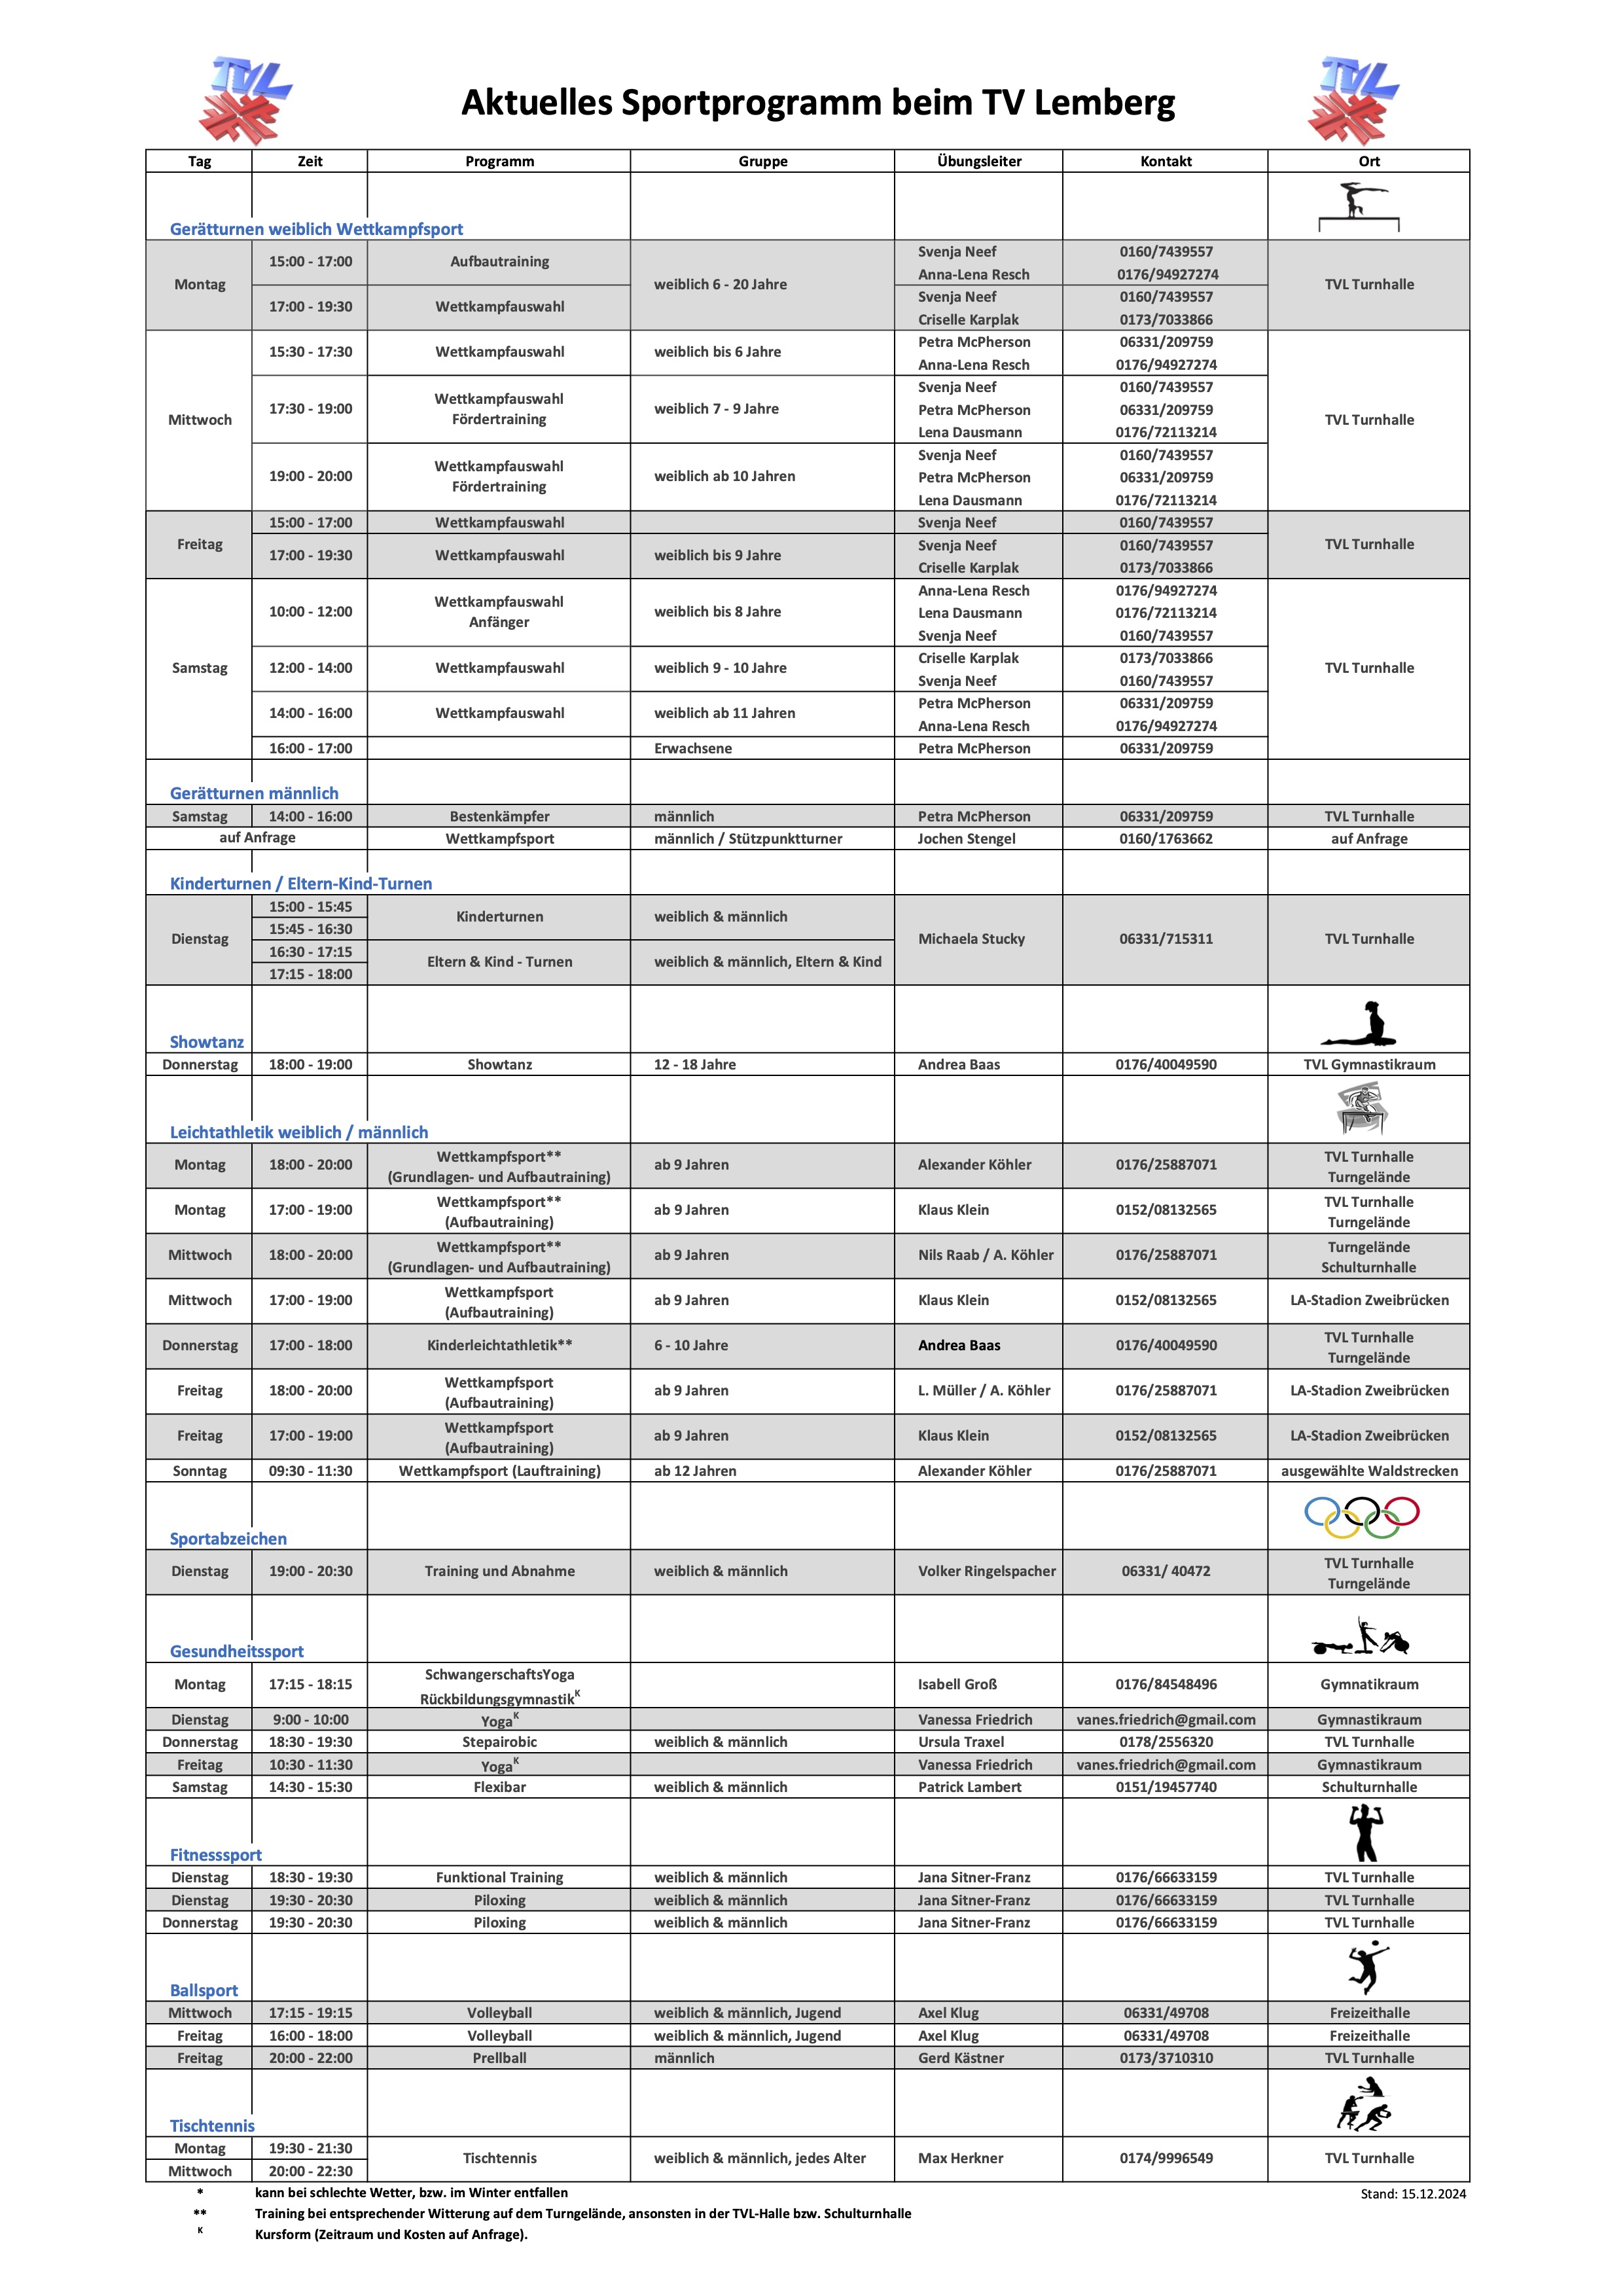 TVL
Aktuelles Sportprogramm beim TV Lemberg
TVL
Tag Zeit Programm Gruppe Übungsleiter Kontakt Ort
Gerätturnen weiblich Wettkampfsport
Montag 15:00 - 17:00 Aufbautraining weiblich 6 - 20 Jahre Svenja Neef 0160/7439557 TVL Turnhalle
Anna-Lena Resch 0176/94927274
17:00 - 19:30 Wettkampfauswahl Svenja Neef 0160/7439557
Criselle Karplak 0173/7033866
Mittwoch 15:30 - 17:30 Wettkampfauswahl weiblich bis 6 Jahre Petra McPherson 06331/209759 TVL Turnhalle
Anna-Lena Resch 0176/94927274
17:30 - 19:00 Wettkampfauswahl weiblich 7 - 9 Jahre Svenja Neef 0160/7439557
Fördertraining Petra McPherson 06331/209759
Lena Dausmann 0176/72113214
19:00 - 20:00 Wettkampfauswahl weiblich ab 10 Jahren Svenja Neef 0160/7439557
Fördertraining Petra McPherson 06331/209759
Lena Dausmann 0176/72113214
Freitag 15:00 - 17:00 Wettkampfauswahl Svenja Neef 0160/7439557 TVL Turnhalle
17:00 - 19:30 Wettkampfauswahl weiblich bis 9 Jahre Svenja Neef 0160/7439557
Criselle Karplak 0173/7033866
Samstag 10:00 - 12:00 Wettkampfauswahl weiblich bis 8 Jahre Anna-Lena Resch 0176/94927274 TVL Turnhalle
Anfänger Lena Dausmann 0176/72113214
Svenja Neef 0160/7439557
12:00 - 14:00 Wettkampfauswahl weiblich 9 - 10 Jahre Criselle Karplak 0173/7033866
Svenja Neef 0160/7439557
14:00 - 16:00 Wettkampfauswahl weiblich ab 11 Jahren Petra McPherson 06331/209759
Anna-Lena Resch 0176/94927274
16:00 - 17:00 Erwachsene Petra McPherson 06331/209759
Gerätturnen männlich
Samstag 14:00 - 16:00 Bestenkämpfer männlich Petra McPherson 06331/209759 TVL Turnhalle
auf Anfrage Wettkampfsport männlich / Stützpunktturner Jochen Stengel 0160/1763662 auf Anfrage
Kinderturnen / Eltern-Kind-Turnen
Dienstag 15:00 - 15:45 Kinderturnen weiblich & männlich Michaela Stucky 06331/715311 TVL Turnhalle
15:45 - 16:30
16:30 - 17:15 Eltern & Kind - Turnen weiblich & männlich, Eltern & Kind
17:15 - 18:00
Showtanz
Donnerstag 18:00 - 19:00 Showtanz 12 - 18 Jahre Andrea Baas 0176/40049590 TVL Gymnastikraum
Leichtathletik weiblich / männlich
Montag 18:00 - 20:00 Wettkampfsport** ab 9 Jahren Alexander Köhler 0176/25887071 TVL Turnhalle
(Grundlagen- und Aufbautraining) Turngelände
Montag 17:00 - 19:00 Wettkampfsport** ab 9 Jahren Klaus Klein 0152/08132565 TVL Turnhalle
(Aufbautraining) Turngelände
Mittwoch 18:00 - 20:00 Wettkampfsport** ab 9 Jahren Nils Raab / A. Köhler 0176/25887071 Turngelände
(Grundlagen- und Aufbautraining) Schulturnhalle
Mittwoch 17:00 - 19:00 Wettkampfsport ab 9 Jahren Klaus Klein 0152/08132565 LA-Stadion Zweibrücken
(Aufbautraining)
Donnerstag 17:00 - 18:00 Kinderleichtathletik** 6 - 10 Jahre Andrea Baas 0176/40049590 TVL Turnhalle
Turngelände
Freitag 18:00 - 20:00 Wettkampfsport ab 9 Jahren L. Müller / A. Köhler 0176/25887071 LA-Stadion Zweibrücken
(Aufbautraining)
Freitag 17:00 - 19:00 Wettkampfsport ab 9 Jahren Klaus Klein 0152/08132565 LA-Stadion Zweibrücken
(Aufbautraining)
Sonntag 09:30 - 11:30 Wettkampfsport (Lauftraining) ab 12 Jahren Alexander Köhler 0176/25887071 ausgewählte Waldstrecken
Sportabzeichen
Dienstag 19:00 - 20:30 Training und Abnahme weiblich & männlich Volker Ringelspacher 06331/ 40472 TVL Turnhalle
Turngelände
Gesundheitssport
Montag 17:15 - 18:15 SchwangerschaftsYoga Isabell Groß 0176/84548496 Gymnatikraum
Rückbildungsgymnastik^K
Dienstag 9:00 - 10:00 Yoga^K Vanessa Friedrich vanes.friedrich@gmail.com Gymnastikraum
Donnerstag 18:30 - 19:30 Stepairobic weiblich & männlich Ursula Traxel 0178/2556320 TVL Turnhalle
Freitag 10:30 - 11:30 Yoga^K Vanessa Friedrich vanes.friedrich@gmail.com Gymnastikraum
Samstag 14:30 - 15:30 Flexibar weiblich & männlich Patrick Lambert 0151/19457740 Schulturnhalle
Fitnesssport
Dienstag 18:30 - 19:30 Funktional Training weiblich & männlich Jana Sitner-Franz 0176/66633159 TVL Turnhalle
Dienstag 19:30 - 20:30 Piloxing weiblich & männlich Jana Sitner-Franz 0176/66633159 TVL Turnhalle
Donnerstag 19:30 - 20:30 Piloxing weiblich & männlich Jana Sitner-Franz 0176/66633159 TVL Turnhalle
Ballsport
Mittwoch 17:15 - 19:15 Volleyball weiblich & männlich, Jugend Axel Klug 06331/49708 Freizeithalle
Freitag 16:00 - 18:00 Volleyball weiblich & männlich, Jugend Axel Klug 06331/49708 Freizeithalle
Freitag 20:00 - 22:00 Prellball männlich Gerd Kästner 0173/3710310 TVL Turnhalle
Tischtennis
Montag 19:30 - 21:30 Tischtennis weiblich & männlich, jedes Alter Max Herkner 0174/9996549 TVL Turnhalle
Mittwoch 20:00 - 22:30
* kann bei schlechte Wetter, bzw. im Winter entfallen Stand: 15.12.2024
** Training bei entsprechender Witterung auf dem Turngelände, ansonsten in der TVL-Halle bzw. Schulturnhalle
K Kursform (Zeitraum und Kosten auf Anfrage).